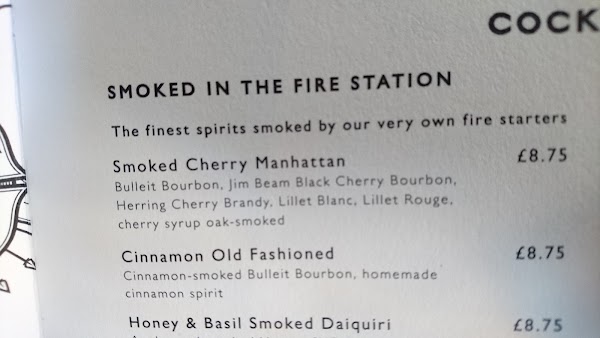 COCK
SMOKED IN THE FIRE STATION
The finest spirits smoked by our very own fire starters
Smoked Cherry Manhattan £8.75
Bulleit Bourbon, Jim Beam Black Cherry Bourbon,
Herring Cherry Brandy, Lillet Blanc, Lillet Rouge,
cherry syrup oak-smoked
Cinnamon Old Fashioned £8.75
Cinnamon-smoked Bulleit Bourbon, homemade
cinnamon spirit
Honey & Basil Smoked Daiquiri £8.75